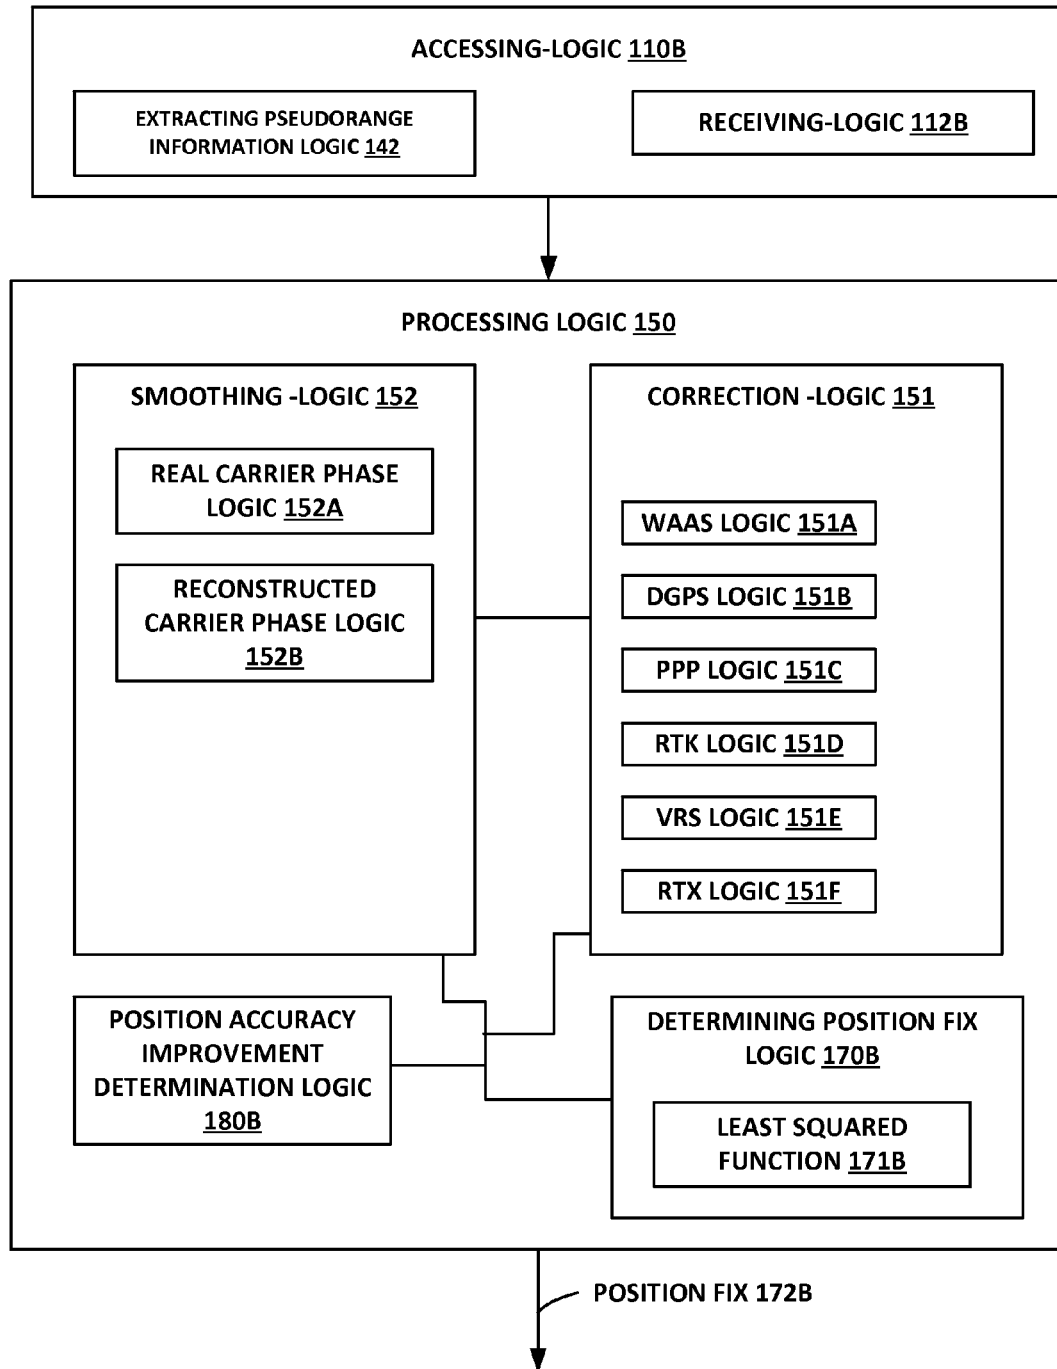 ACCESSING-LOGIC 110B
EXTRACTING PSEUDORANGE
INFORMATION LOGIC 142
RECEIVING-LOGIC 112B
PROCESSING LOGIC 150
SMOOTHING -LOGIC 152
REAL CARRIER PHASE
LOGIC 152A
RECONSTRUCTED
CARRIER PHASE LOGIC
152B
CORRECTION -LOGIC 151
WAAS LOGIC 151A
DGPS LOGIC 151B
PPP LOGIC 151C
RTK LOGIC 151D
VRS LOGIC 151E
RTX LOGIC 151F
POSITION ACCURACY
IMPROVEMENT
DETERMINATION LOGIC
180B
DETERMINING POSITION FIX
LOGIC 170B
LEAST SQUARED
FUNCTION 171B
POSITION FIX 172B